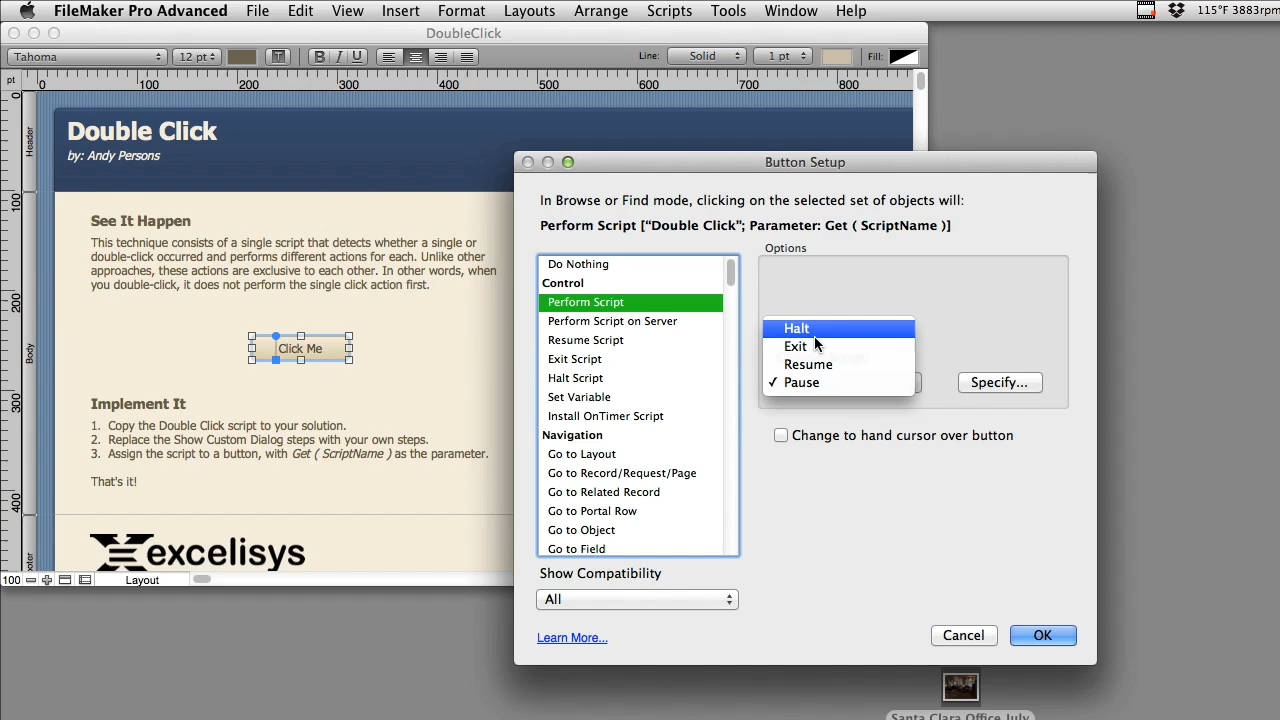 FileMaker Pro Advanced File Edit View Insert Format Layouts Arrange Scripts Tools Window Help 115°F 3883rpm
DoubleClick
Tahoma 12 pt T B I U Line: Solid 1 pt Fill:
pt 0 100 200 300 400 500 600 700 800
0
Header
Double Click
by: Andy Persons
100
See It Happen
This technique consists of a single script that detects whether a single or
double-click occurred and performs different actions for each. Unlike other
approaches, these actions are exclusive to each other. In other words, when
you double-click, it does not perform the single click action first.
200
Body
Click Me
300
Implement It
1. Copy the Double Click script to your solution.
2. Replace the Show Custom Dialog steps with your own steps.
3. Assign the script to a button, with Get ( ScriptName ) as the parameter.
That's it!
400
excelisys
100 Layout
Button Setup
In Browse or Find mode, clicking on the selected set of objects will:
Perform Script [“Double Click”; Parameter: Get ( ScriptName )]
Options
Do Nothing
Control
Perform Script
Perform Script on Server
Resume Script
Exit Script
Halt Script
Set Variable
Install OnTimer Script
Navigation
Go to Layout
Go to Record/Request/Page
Go to Related Record
Go to Portal Row
Go to Object
Go to Field
Halt
Exit
Resume
✓ Pause
Specify...
Change to hand cursor over button
Show Compatibility
All
Learn More...
Cancel OK
Santa Clara Office July